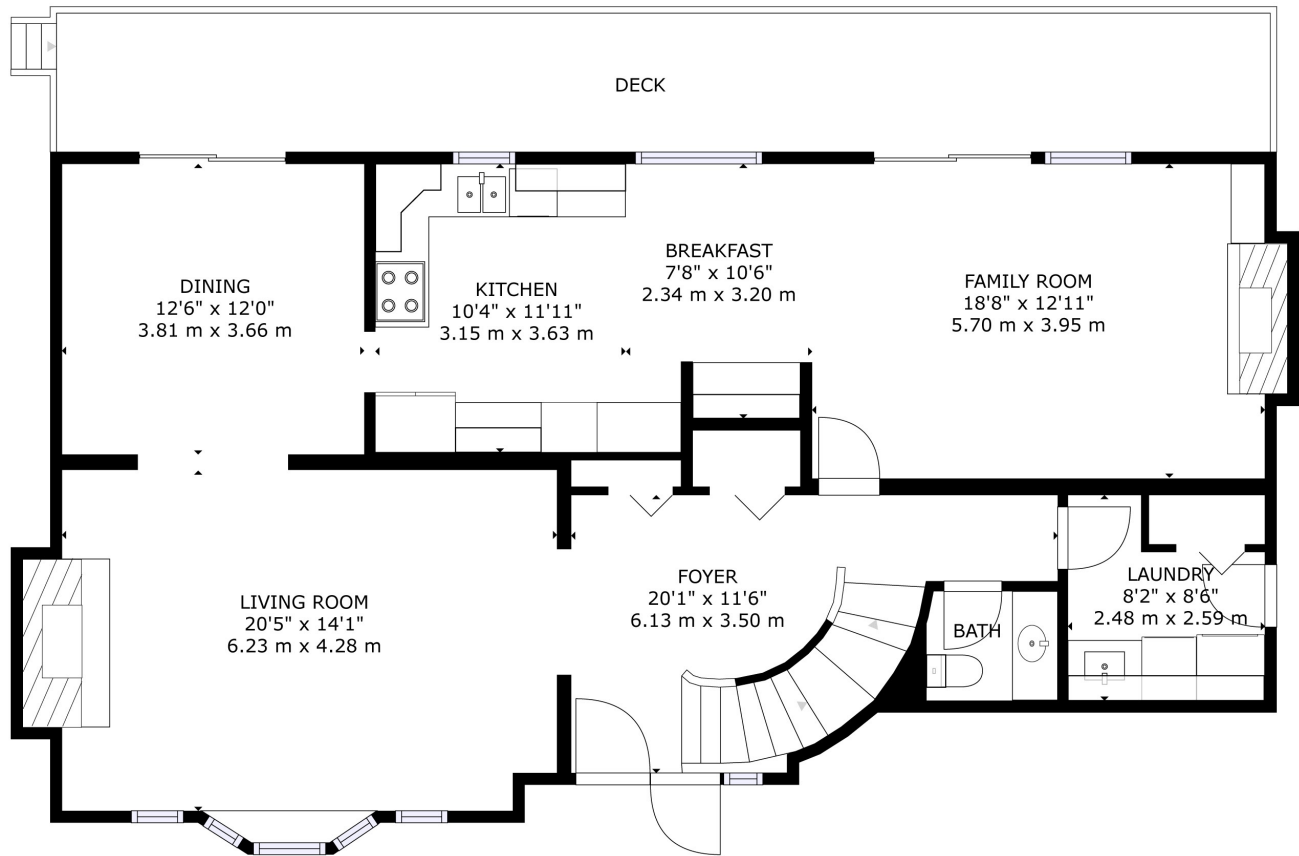 DECK
DINING
12'6" x 12'0"
3.81 m x 3.66 m
KITCHEN
10'4" x 11'11"
3.15 m x 3.63 m
BREAKFAST
7'8" x 10'6"
2.34 m x 3.20 m
FAMILY ROOM
18'8" x 12'11"
5.70 m x 3.95 m
LIVING ROOM
20'5" x 14'1"
6.23 m x 4.28 m
FOYER
20'1" x 11'6"
6.13 m x 3.50 m
BATH
LAUNDRY
8'2" x 8'6"
2.48 m x 2.59 m